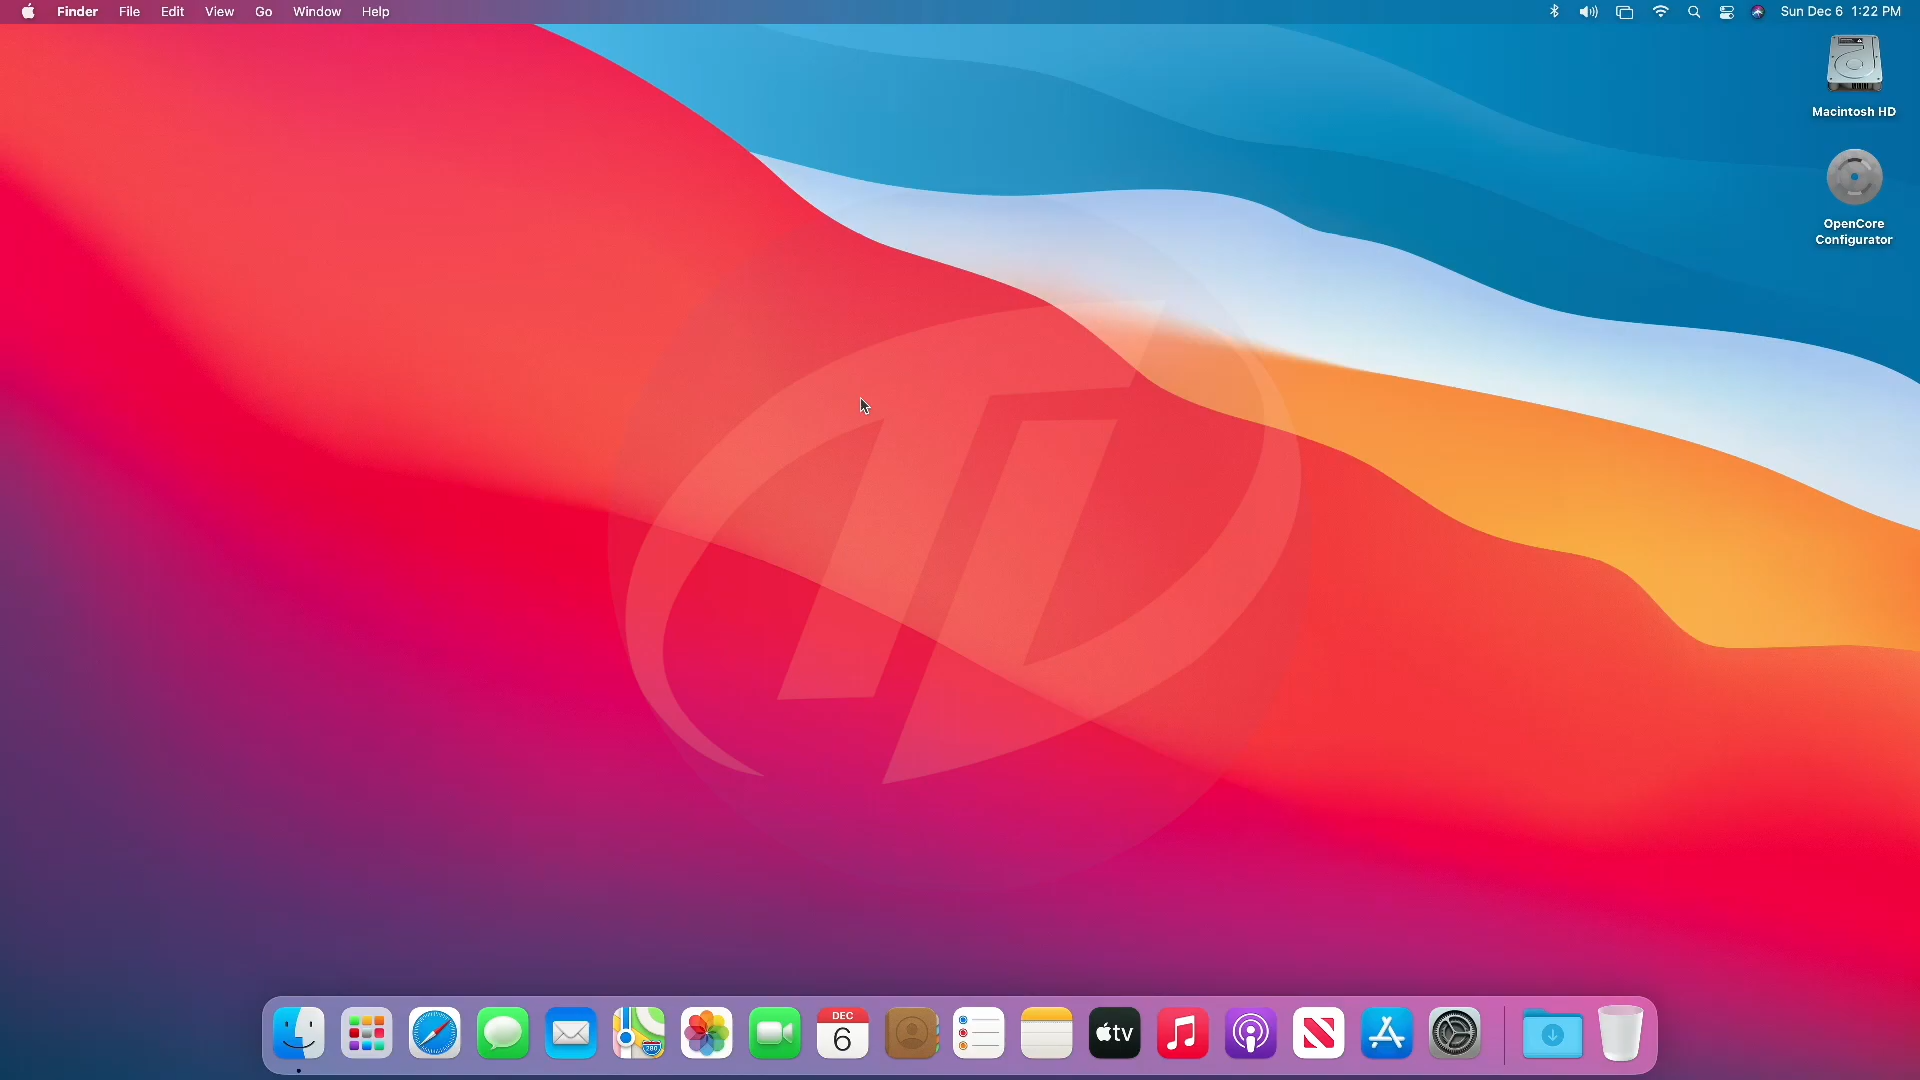 Finder File Edit View Go Window Help
Sun Dec 6 1:22 PM
Macintosh HD
OpenCore
Configurator
DEC
6
280
tv